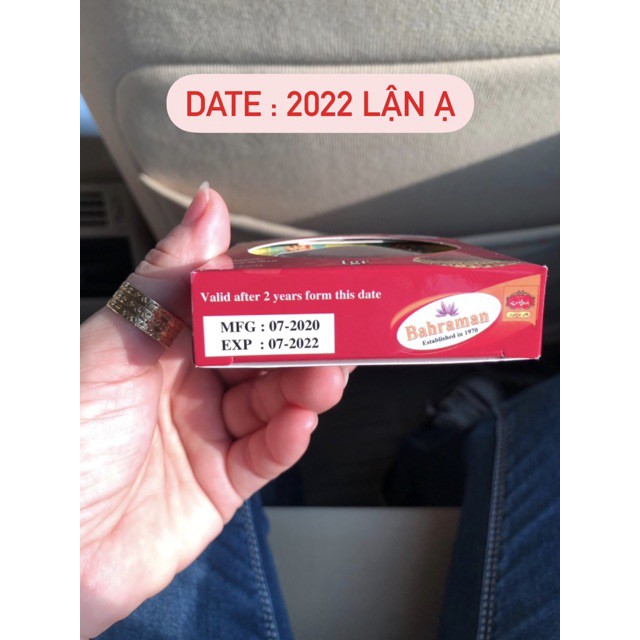 DATE : 2022 LẬN Ạ
1gr
Valid after 2 years form this date
MFG : 07-2020
EXP : 07-2022
Bahraman
Established in 1970